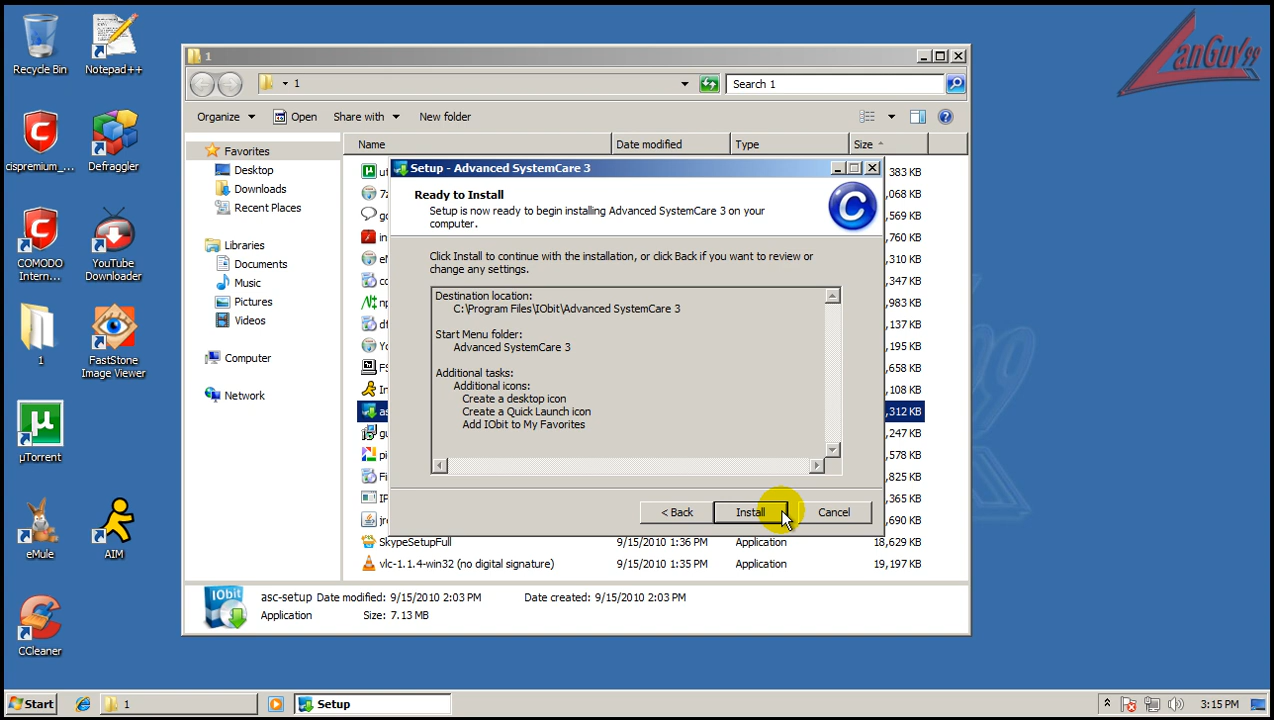 Recycle Bin
Notepad++
cispremium_...
Defraggler
COMODO
Intern...
YouTube
Downloader
1
FastStone
Image Viewer
µTorrent
eMule
AIM
CCleaner
LanGuy99
1
1
Search 1
Organize
Open
Share with
New folder
Favorites
Desktop
Downloads
Recent Places
Libraries
Documents
Music
Pictures
Videos
Computer
Network
Name
Date modified
Type
Size
383 KB
,068 KB
,569 KB
,760 KB
,310 KB
,347 KB
,983 KB
,137 KB
,195 KB
,658 KB
,108 KB
,312 KB
,247 KB
,957 KB
,825 KB
,365 KB
,690 KB
SkypeSetupFull 9/15/2010 1:36 PM Application 18,629 KB
vlc-1.1.4-win32 (no digital signature) 9/15/2010 1:35 PM Application 19,197 KB
Setup - Advanced SystemCare 3
Ready to Install
Setup is now ready to begin installing Advanced SystemCare 3 on your
computer.
Click Install to continue with the installation, or click Back if you want to review or
change any settings.
Destination location:
C:\Program Files\IObit\Advanced SystemCare 3
Start Menu folder:
Advanced SystemCare 3
Additional tasks:
Additional icons:
Create a desktop icon
Create a Quick Launch icon
Add IObit to My Favorites
< Back
Install
Cancel
IObit
asc-setup Date modified: 9/15/2010 2:03 PM Date created: 9/15/2010 2:03 PM
Application Size: 7.13 MB
Start
1
Setup
3:15 PM